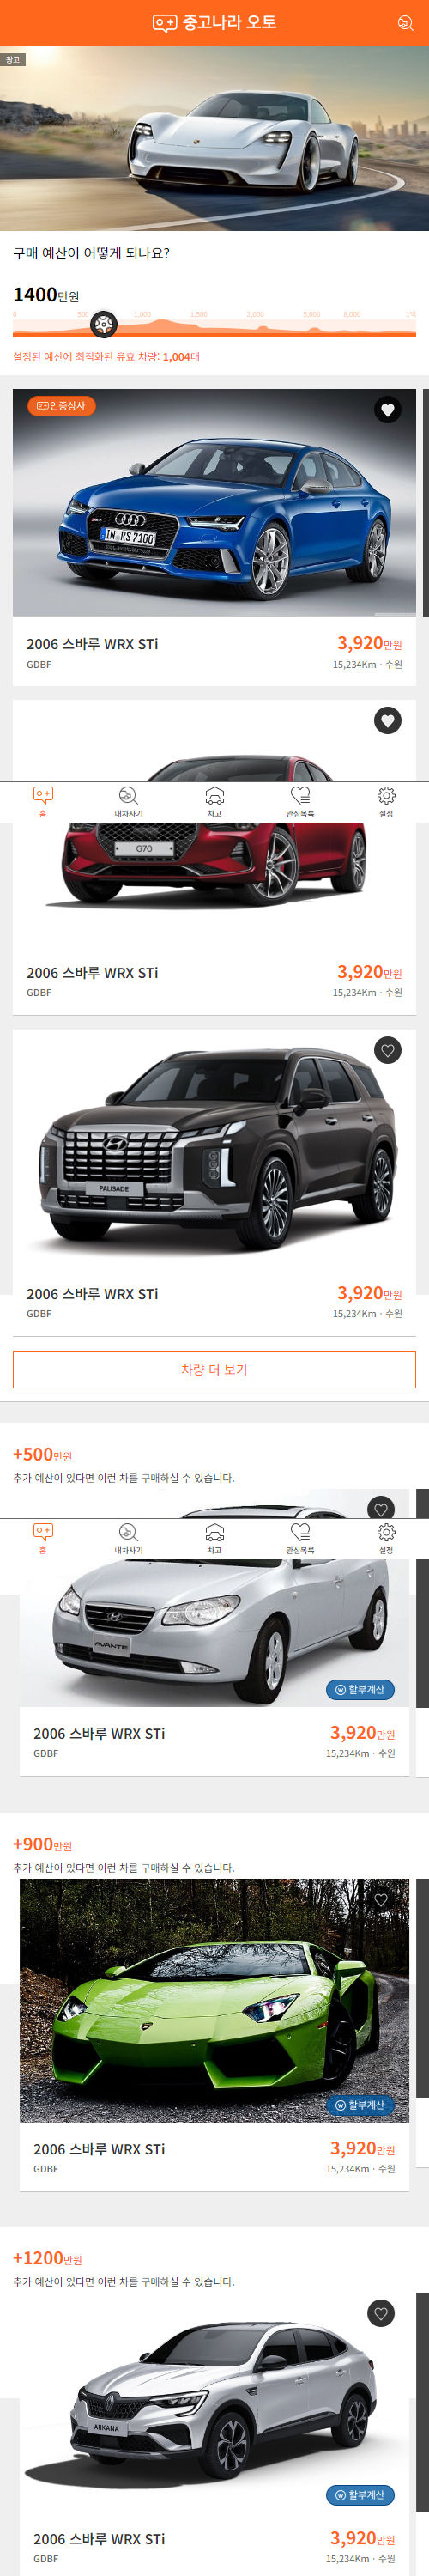 중고나라 오토
광고
구매 예산이 어떻게 되나요?
1400만원
0 500 1,000 1,500 2,000 5,000 8,000 1억
설정된 예산에 최적화된 유효 차량: 1,004대
인증상사
IN RS 7100
2006 스바루 WRX STi 3,920만원
GDBF 15,234Km · 수원
홈 내차사기 차고 관심목록 설정
G70
2006 스바루 WRX STi 3,920만원
GDBF 15,234Km · 수원
PALISADE
2006 스바루 WRX STi 3,920만원
GDBF 15,234Km · 수원
차량 더 보기
+500만원
추가 예산이 있다면 이런 차를 구매하실 수 있습니다.
홈 내차사기 차고 관심목록 설정
AVANTE
할부계산
2006 스바루 WRX STi 3,920만원
GDBF 15,234Km · 수원
+900만원
추가 예산이 있다면 이런 차를 구매하실 수 있습니다.
할부계산
2006 스바루 WRX STi 3,920만원
GDBF 15,234Km · 수원
+1200만원
추가 예산이 있다면 이런 차를 구매하실 수 있습니다.
ARKANA
할부계산
2006 스바루 WRX STi 3,920만원
GDBF 15,234Km · 수원